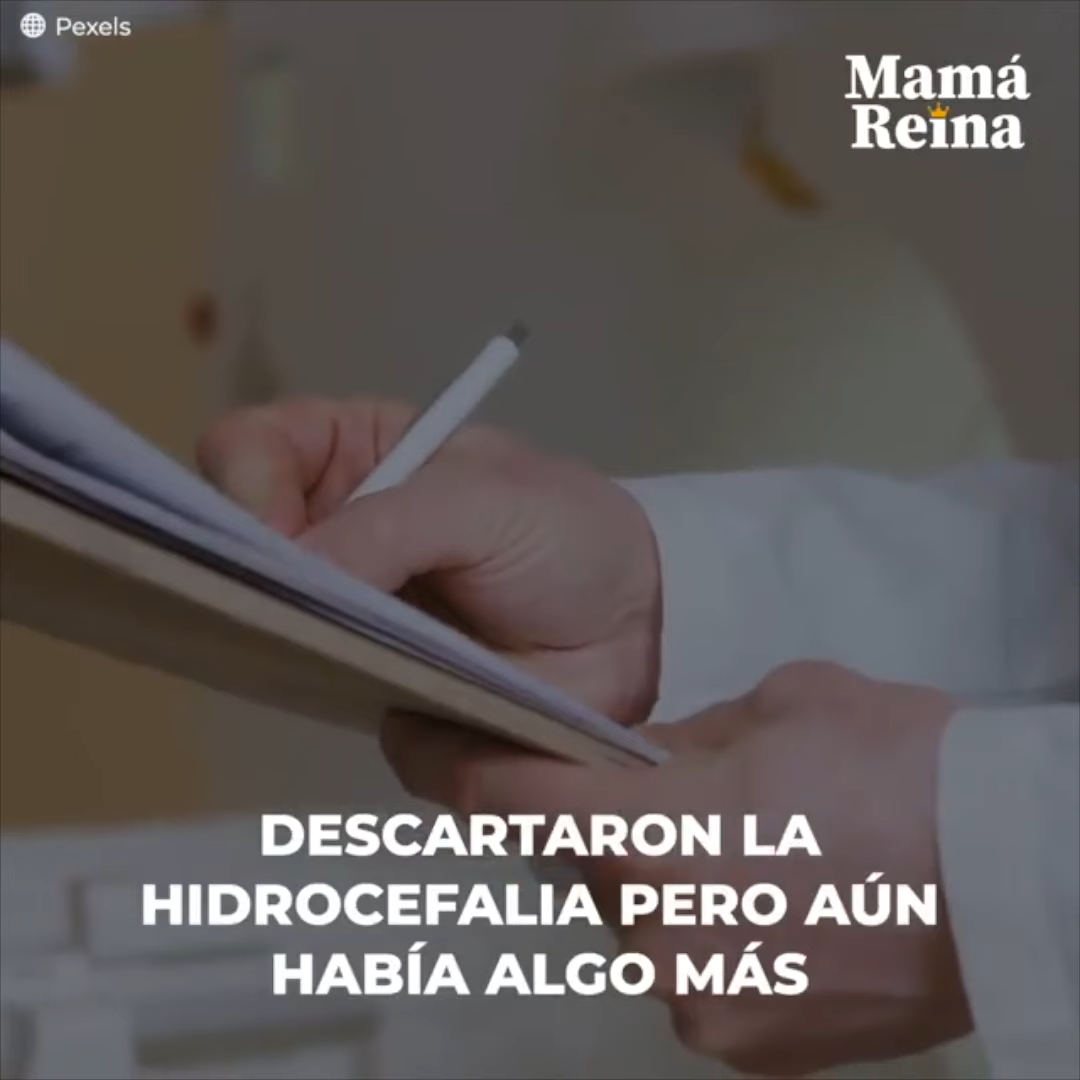 Pexels
Mamá
Reina
DESCARTARON LA
HIDROCEFALIA PERO AÚN
HABÍA ALGO MÁS